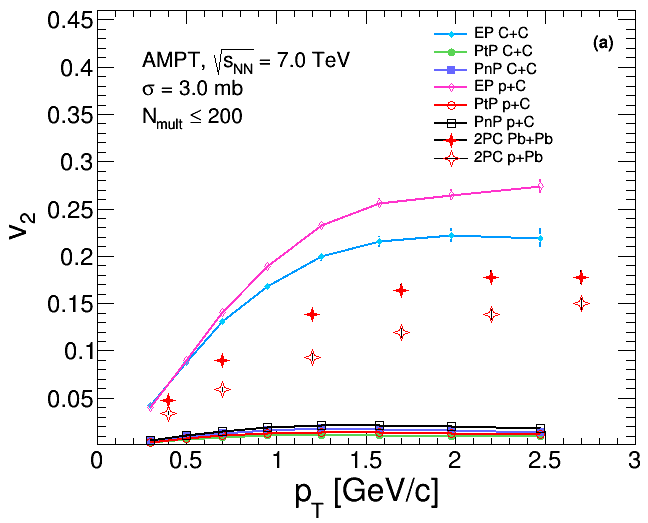 AMPT, √s_NN = 7.0 TeV
σ = 3.0 mb
N_mult ≤ 200
EP C+C
PtP C+C
PnP C+C
EP p+C
PtP p+C
PnP p+C
2PC Pb+Pb
2PC p+Pb
(a)
v_2
0.45
0.4
0.35
0.3
0.25
0.2
0.15
0.1
0.05
0
0.5
1
1.5
2
2.5
3
p_T [GeV/c]